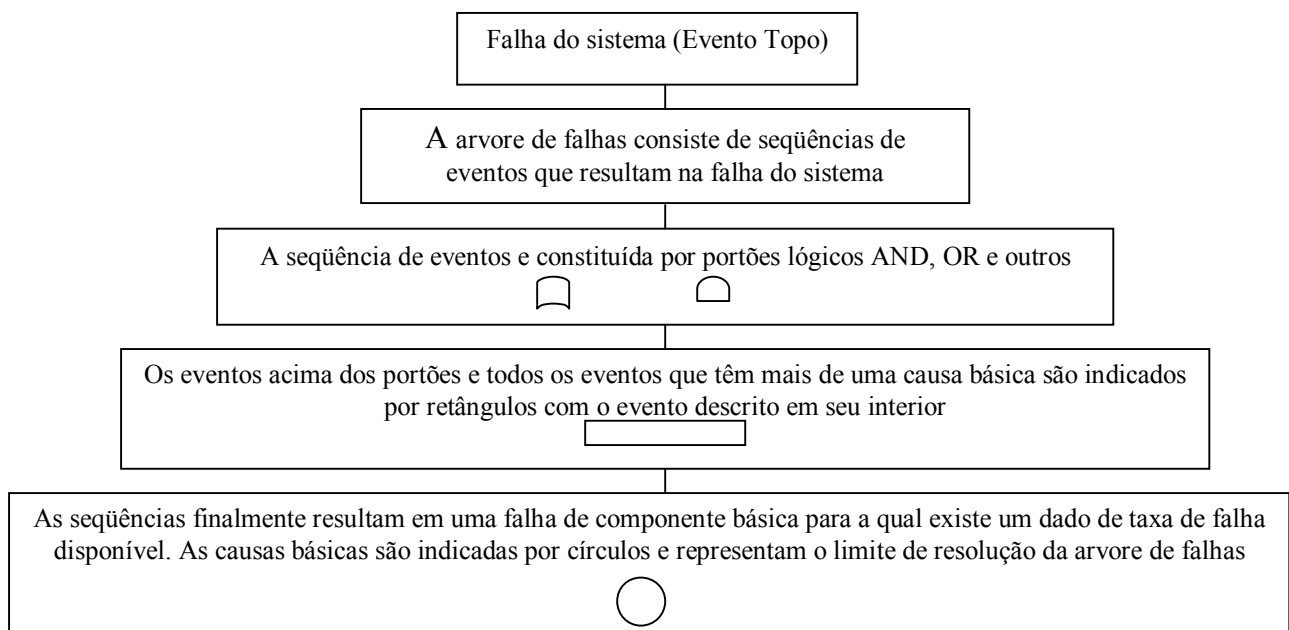 Falha do sistema (Evento Topo)
A arvore de falhas consiste de seqüências de
eventos que resultam na falha do sistema
A seqüência de eventos e constituída por portões lógicos AND, OR e outros
Os eventos acima dos portões e todos os eventos que têm mais de uma causa básica são indicados
por retângulos com o evento descrito em seu interior
As seqüências finalmente resultam em uma falha de componente básica para a qual existe um dado de taxa de falha
disponível. As causas básicas são indicadas por círculos e representam o limite de resolução da arvore de falhas